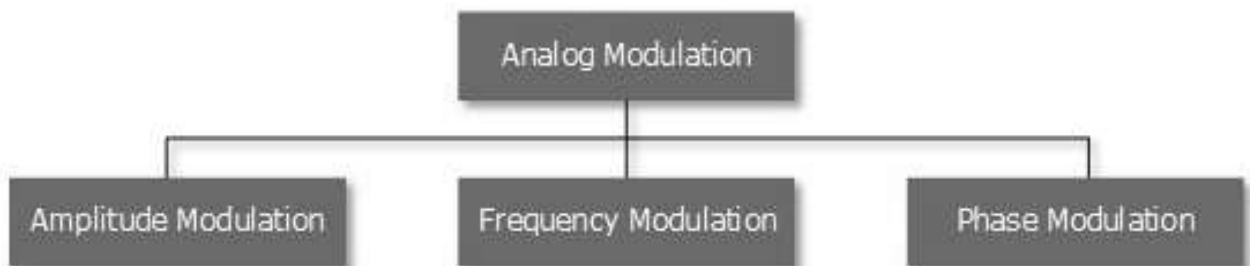 Analog Modulation
Amplitude Modulation
Frequency Modulation
Phase Modulation